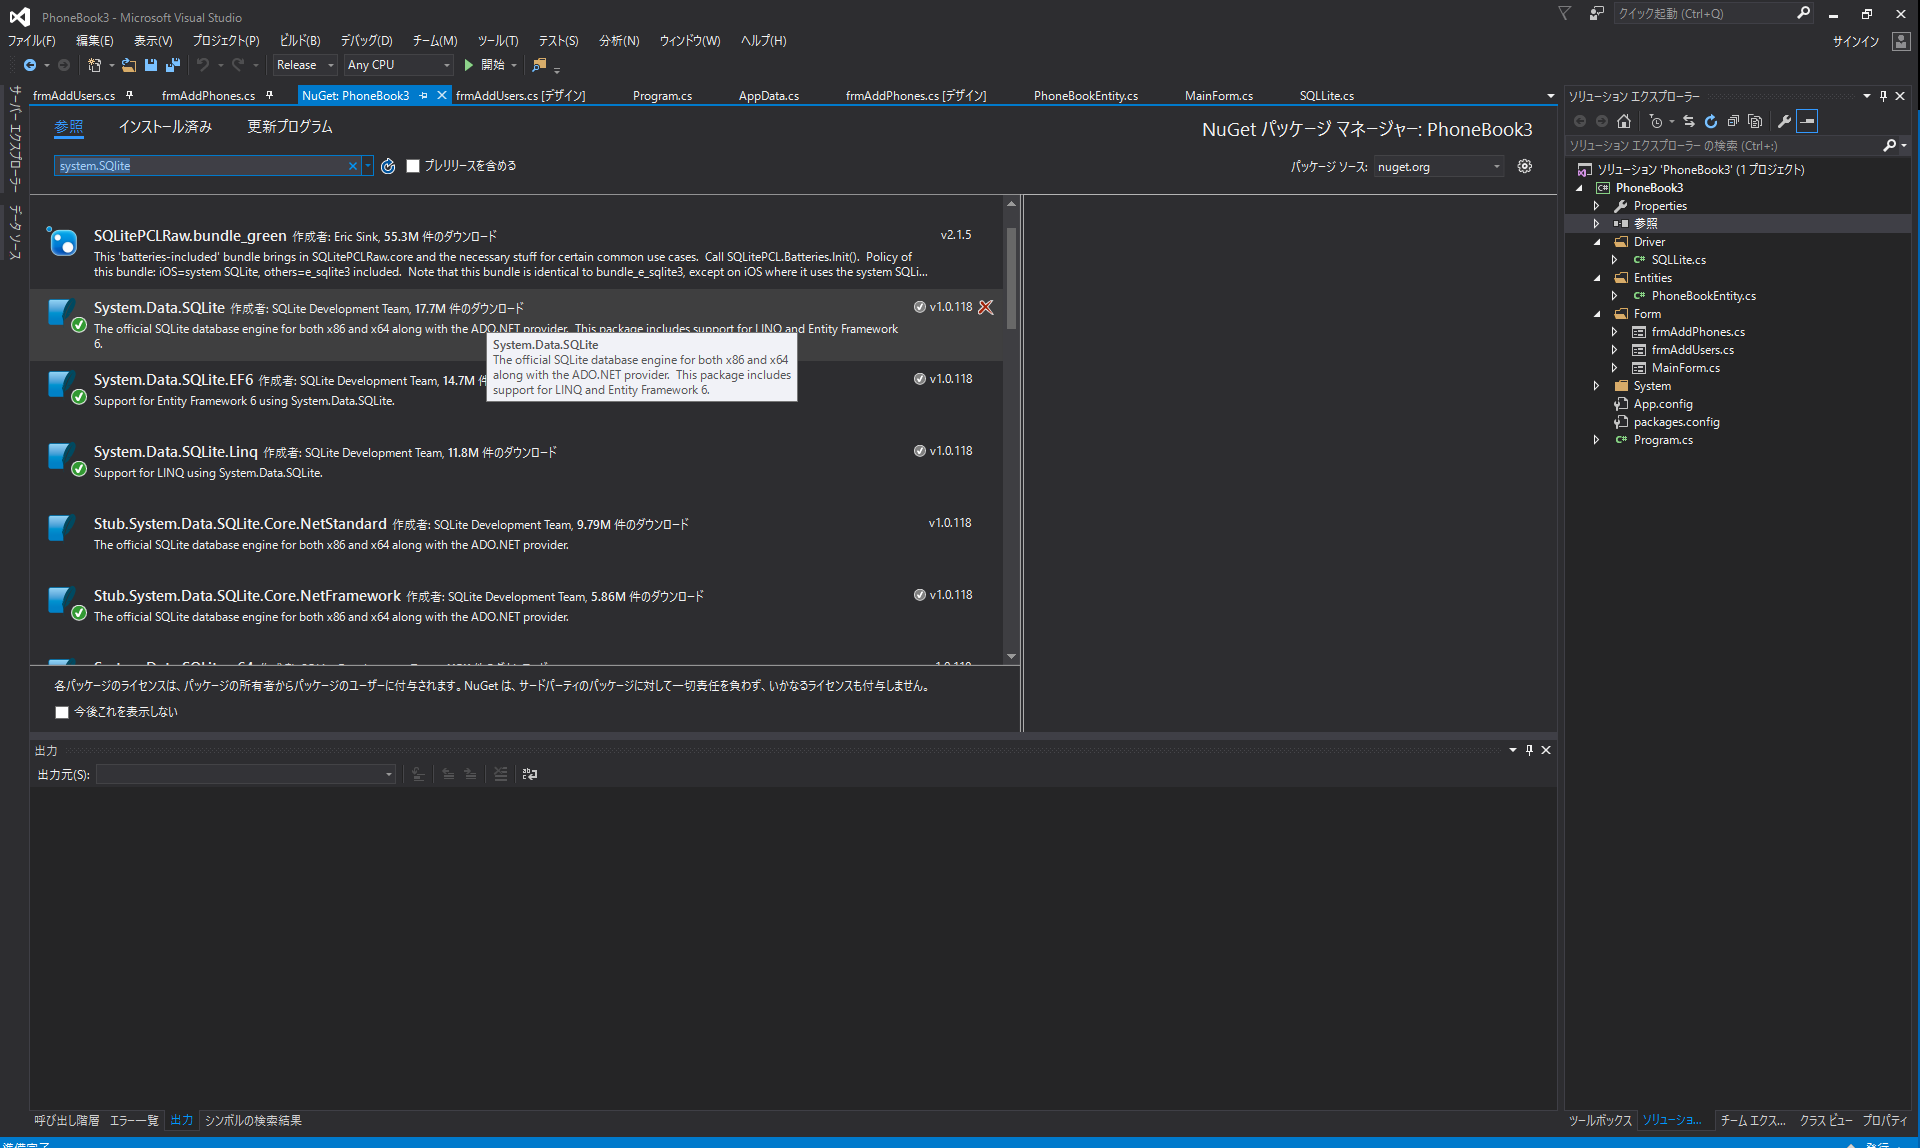 PhoneBook3 - Microsoft Visual Studio
クイック起動 (Ctrl+Q)
ファイル(F) 編集(E) 表示(V) プロジェクト(P) ビルド(B) デバッグ(D) チーム(M) ツール(T) テスト(S) 分析(N) ウィンドウ(W) ヘルプ(H)
サインイン
Release Any CPU 開始
サーバー エクスプローラー
データ ソース
frmAddUsers.cs frmAddPhones.cs NuGet: PhoneBook3 frmAddUsers.cs [デザイン] Program.cs AppData.cs frmAddPhones.cs [デザイン] PhoneBookEntity.cs MainForm.cs SQLLite.cs
参照 インストール済み 更新プログラム
NuGet パッケージ マネージャー: PhoneBook3
system.SQlite
プレリリースを含める
パッケージ ソース: nuget.org
SQLitePCLRaw.bundle_green 作成者: Eric Sink, 55.3M 件のダウンロード
v2.1.5
This 'batteries-included' bundle brings in SQLitePCLRaw.core and the necessary stuff for certain common use cases. Call SQLitePCL.Batteries.Init(). Policy of
this bundle: iOS=system SQLite, others=e_sqlite3 included. Note that this bundle is identical to bundle_e_sqlite3, except on iOS where it uses the system SQLi...
System.Data.SQLite 作成者: SQLite Development Team, 17.7M 件のダウンロード
v1.0.118
The official SQLite database engine for both x86 and x64 along with the ADO.NET provider. This package includes support for LINQ and Entity Framework
6.
System.Data.SQLite
The official SQLite database engine for both x86 and x64
along with the ADO.NET provider. This package includes
support for LINQ and Entity Framework 6.
System.Data.SQLite.EF6 作成者: SQLite Development Team, 14.7M 件
v1.0.118
Support for Entity Framework 6 using System.Data.SQLite.
System.Data.SQLite.Linq 作成者: SQLite Development Team, 11.8M 件のダウンロード
v1.0.118
Support for LINQ using System.Data.SQLite.
Stub.System.Data.SQLite.Core.NetStandard 作成者: SQLite Development Team, 9.79M 件のダウンロード
v1.0.118
The official SQLite database engine for both x86 and x64 along with the ADO.NET provider.
Stub.System.Data.SQLite.Core.NetFramework 作成者: SQLite Development Team, 5.86M 件のダウンロード
v1.0.118
The official SQLite database engine for both x86 and x64 along with the ADO.NET provider.
各パッケージのライセンスは、パッケージの所有者からパッケージのユーザーに付与されます。NuGet は、サードパーティのパッケージに対して一切責任を負わず、いかなるライセンスも付与しません。
今後これを表示しない
出力
出力元(S):
呼び出し階層 エラー一覧 出力 シンボルの検索結果
ソリューション エクスプローラー
ソリューション エクスプローラー の検索 (Ctrl+:)
ソリューション 'PhoneBook3' (1 プロジェクト)
PhoneBook3
Properties
参照
Driver
SQLLite.cs
Entities
PhoneBookEntity.cs
Form
frmAddPhones.cs
frmAddUsers.cs
MainForm.cs
System
App.config
packages.config
Program.cs
ツールボックス ソリューショ... チーム エクス... クラス ビュー プロパティ
準備完了
発行